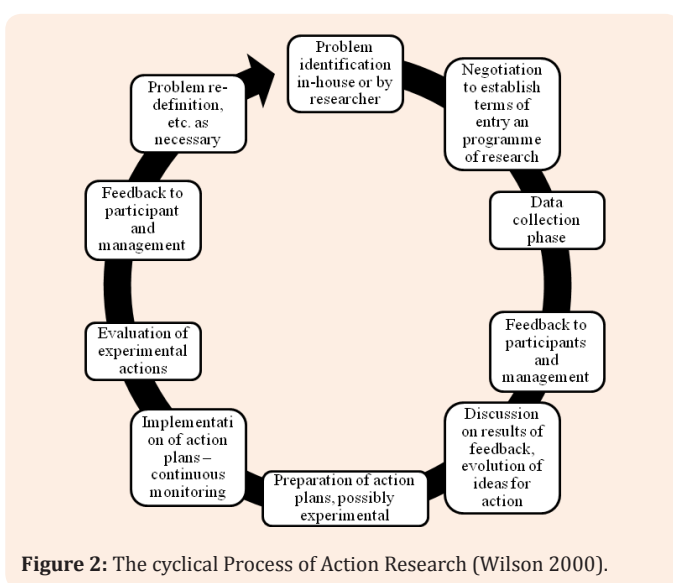 Problem
identification
in-house or by
researcher
Negotiation
to establish
terms of
entry an
programme
of research
Data
collection
phase
Feedback to
participants
and
management
Discussion
on results of
feedback,
evolution of
ideas for
action
Preparation of action
plans, possibly
experimental
Implementati
on of action
plans –
continuous
monitoring
Evaluation of
experimental
actions
Feedback to
participant
and
management
Problem re-
definition,
etc. as
necessary
Figure 2: The cyclical Process of Action Research (Wilson 2000).